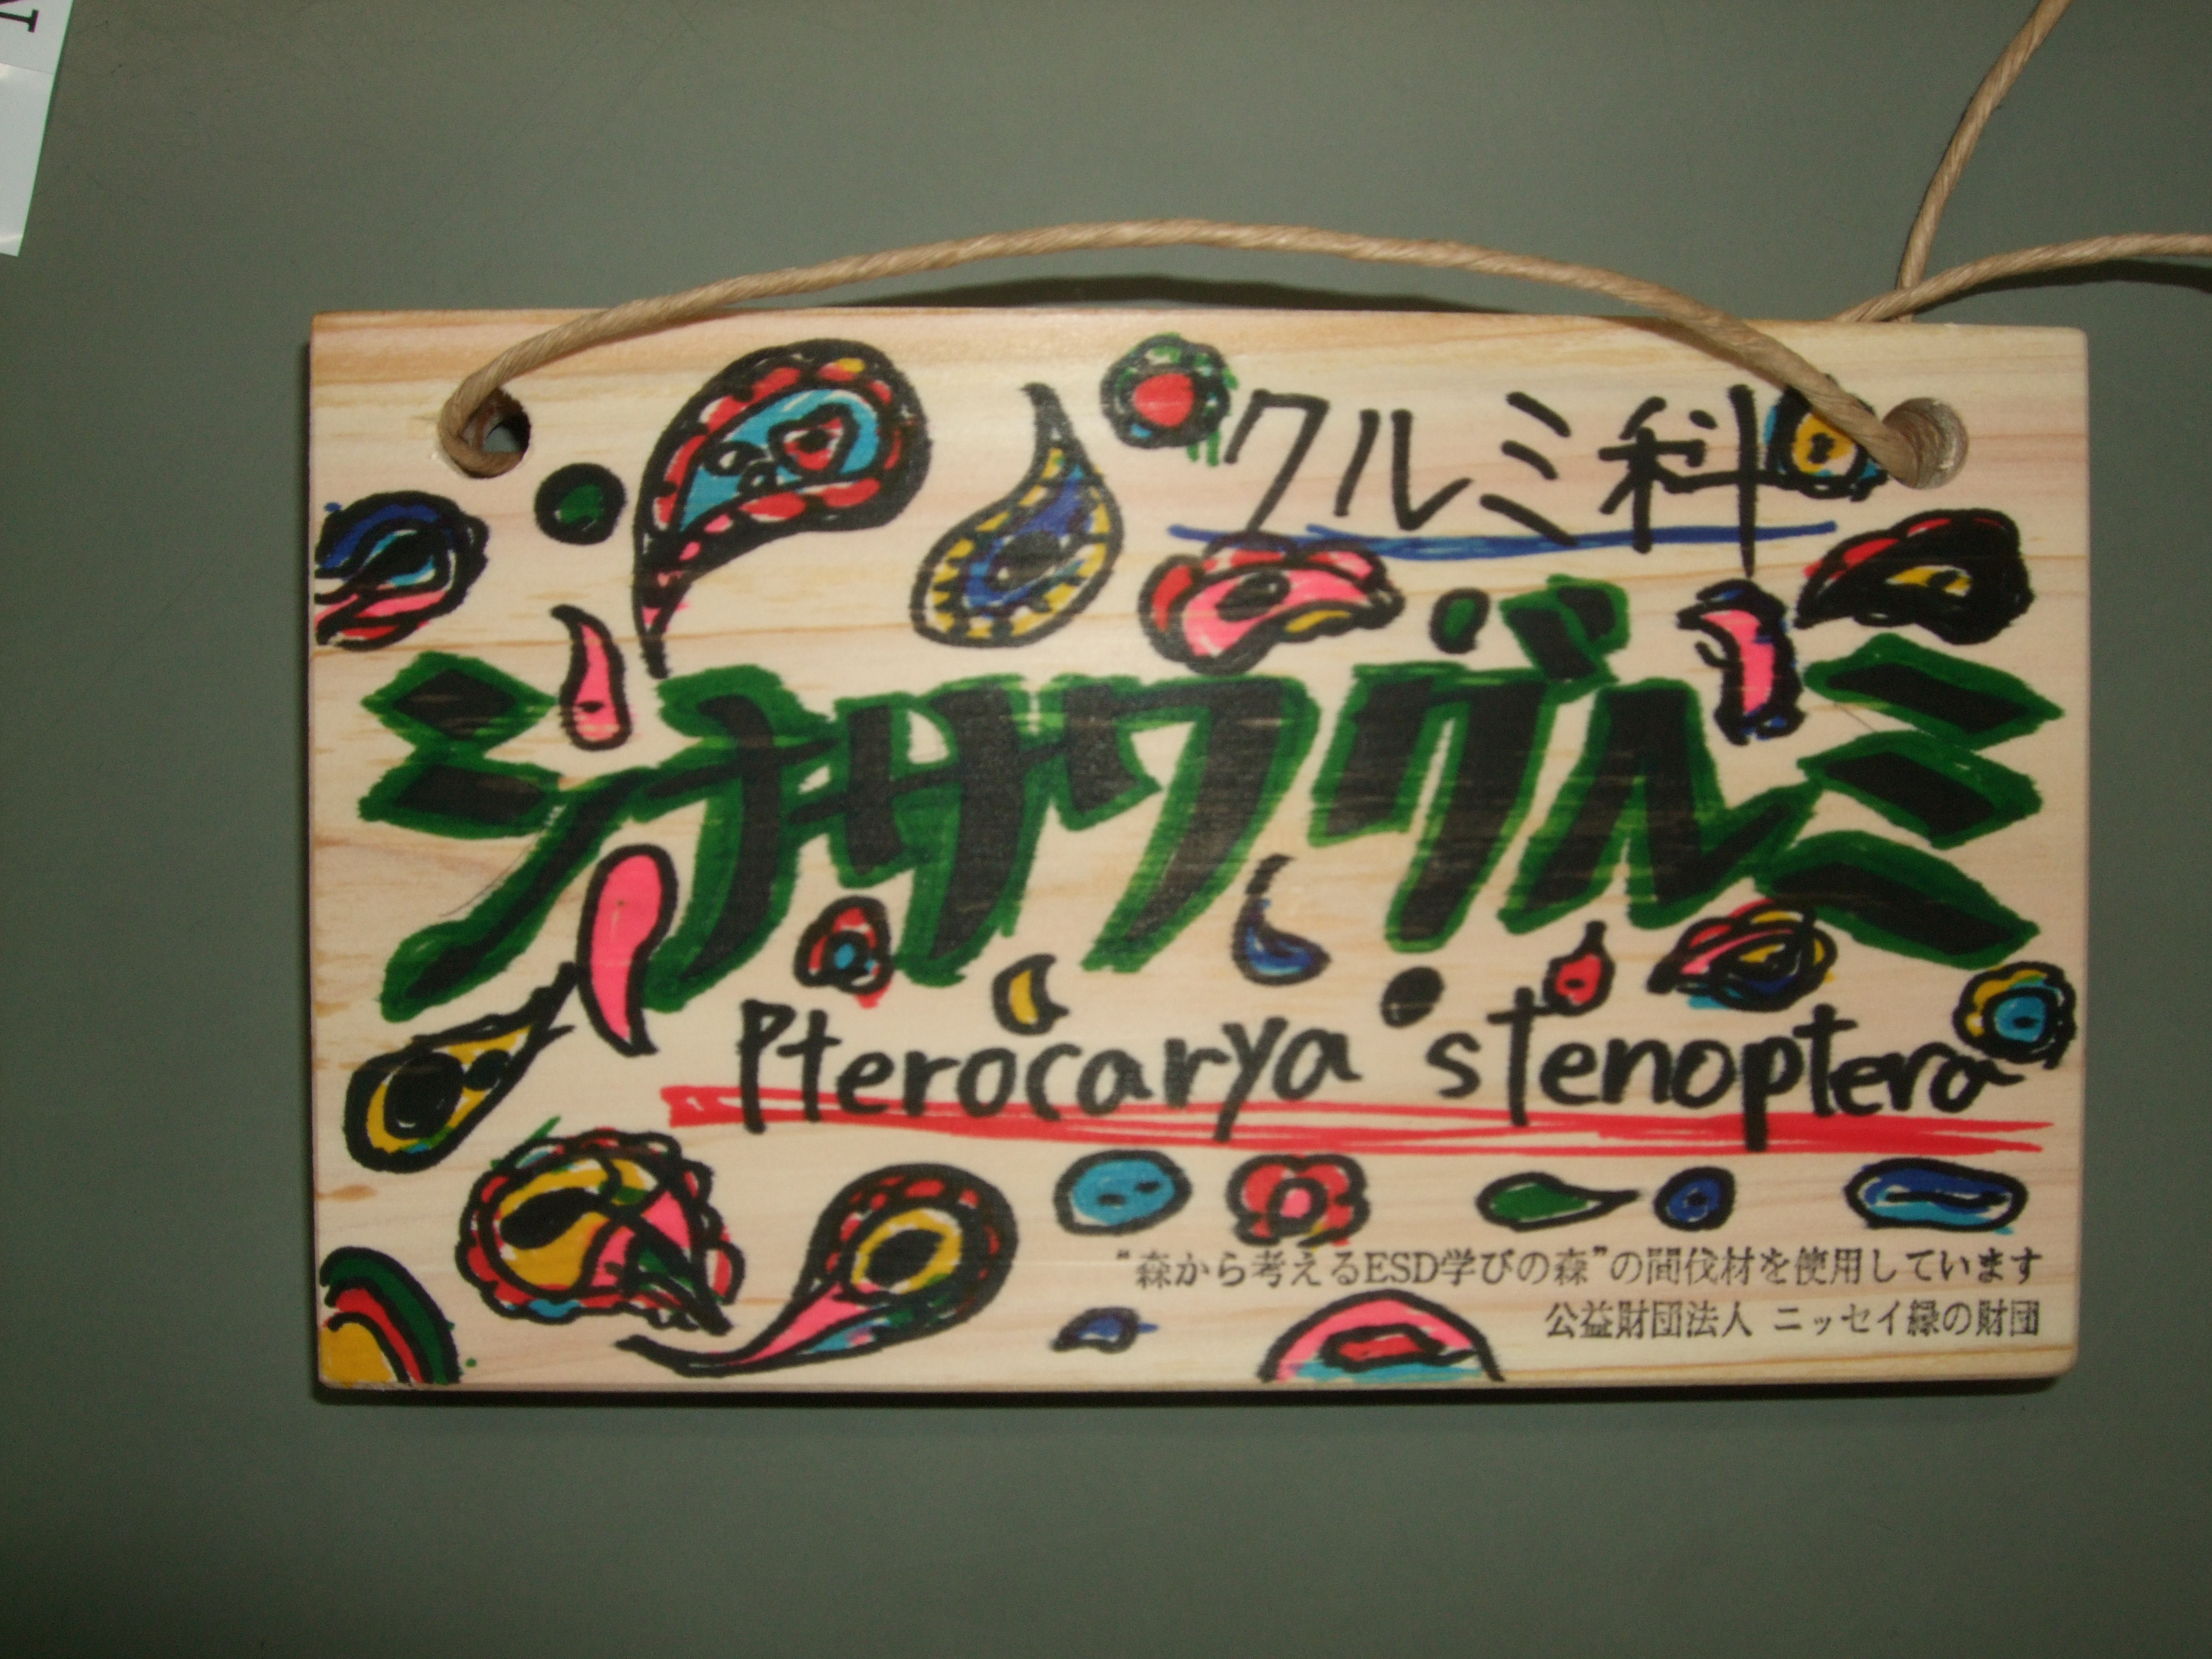 クルミ科
シナサワグルミ
Pterocarya stenoptera
“森から考えるESD学びの森”の間伐材を使用しています
公益財団法人 ニッセイ緑の財団